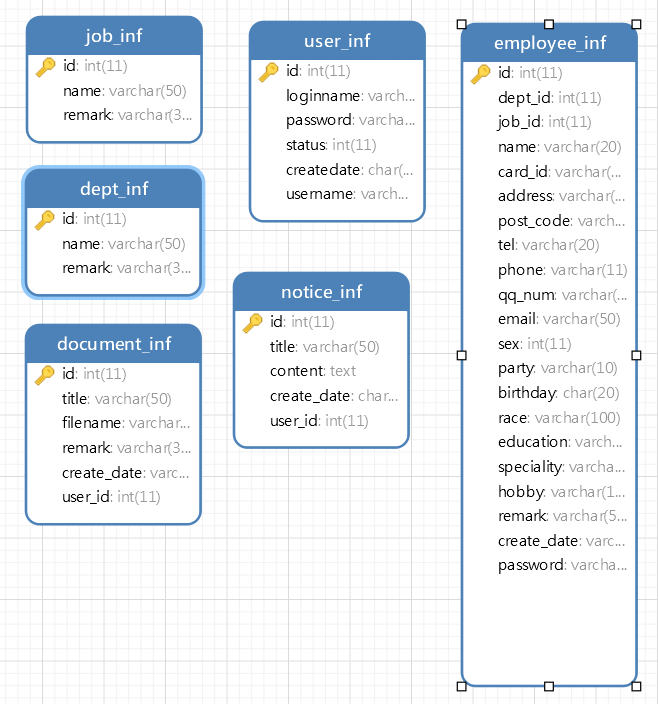 job_inf
id: int(11)
name: varchar(50)
remark: varchar(3...
dept_inf
id: int(11)
name: varchar(50)
remark: varchar(3...
document_inf
id: int(11)
title: varchar(50)
filename: varchar...
remark: varchar(3...
create_date: varc...
user_id: int(11)
user_inf
id: int(11)
loginname: varch...
password: varcha...
status: int(11)
createdate: char(...
username: varch...
notice_inf
id: int(11)
title: varchar(50)
content: text
create_date: char...
user_id: int(11)
employee_inf
id: int(11)
dept_id: int(11)
job_id: int(11)
name: varchar(20)
card_id: varchar(...
address: varchar(...
post_code: varch...
tel: varchar(20)
phone: varchar(11)
qq_num: varchar(...
email: varchar(50)
sex: int(11)
party: varchar(10)
birthday: char(20)
race: varchar(100)
education: varch...
speciality: varcha...
hobby: varchar(1...
remark: varchar(5...
create_date: varc...
password: varcha...